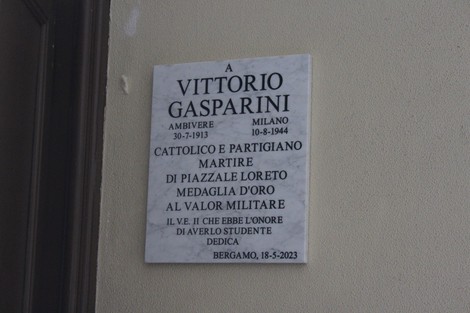 A
VITTORIO
GASPARINI
AMBIVERE MILANO
30-7-1913 10-8-1944
CATTOLICO E PARTIGIANO
MARTIRE
DI PIAZZALE LORETO
MEDAGLIA D'ORO
AL VALOR MILITARE
IL V.E. II CHE EBBE L'ONORE
DI AVERLO STUDENTE
DEDICA
BERGAMO, 18-5-2023